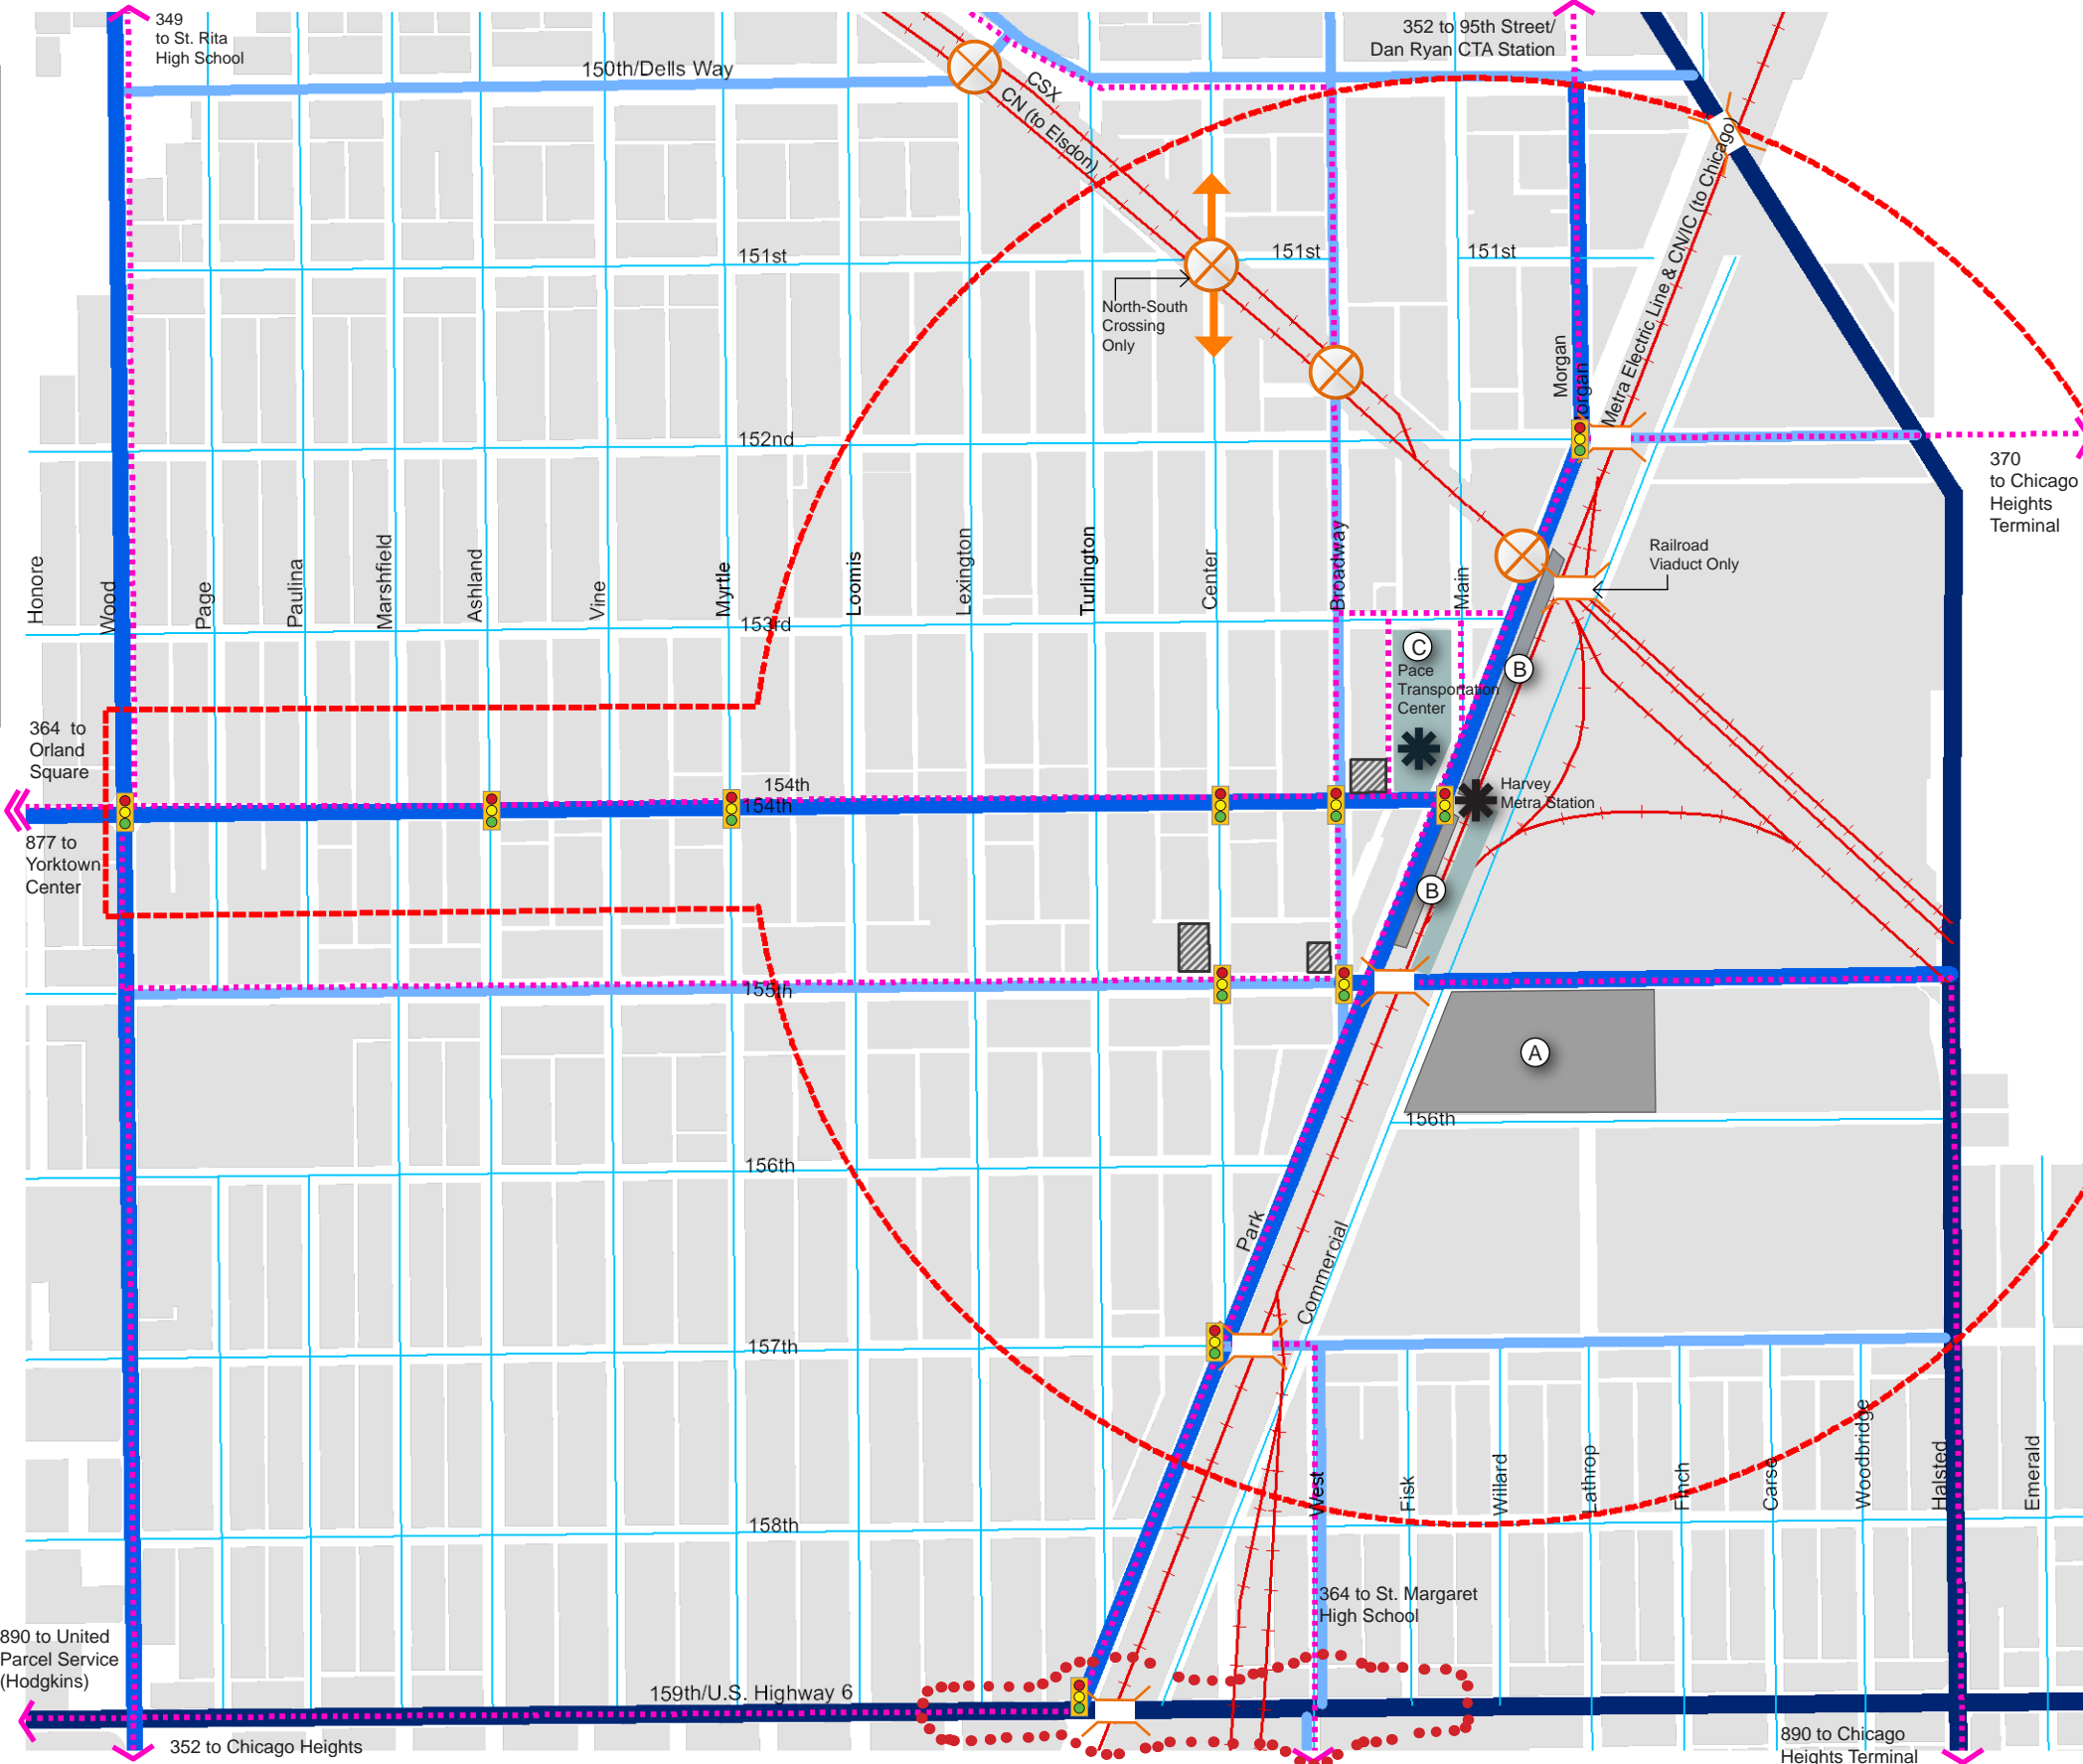 349
to St. Rita
High School
352 to 95th Street/
Dan Ryan CTA Station
150th/Dells Way
CSX
CN (to Elsdon)
Metra Electric Line & CN/IC (to Chicago)
151st
151st
151st
North-South
Crossing
Only
Morgan
organ
152nd
370
to Chicago
Heights
Terminal
Railroad
Viaduct Only
Honore
Wood
Page
Paulina
Marshfield
Ashland
Vine
Myrtle
Loomis
Lexington
Turlington
Center
Broadway
Main
153rd
C
Pace
Transportation
Center
B
364 to
Orland
Square
154th
154th
Harvey
Metra Station
877 to
Yorktown
Center
B
155th
A
156th
156th
Park
Commercial
157th
West
Fisk
Willard
Lathrop
Finch
Carse
Woodbridge
Halsted
Emerald
158th
364 to St. Margaret
High School
890 to United
Parcel Service
(Hodgkins)
159th/U.S. Highway 6
352 to Chicago Heights
890 to Chicago
Heights Terminal